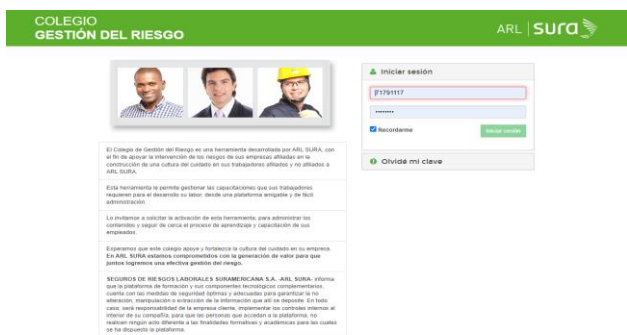 COLEGIO
GESTIÓN DEL RIESGO
ARL sura
Iniciar sesión
71791117
Recordarme
Iniciar sesión
Olvidé mi clave
El Colegio de Gestión del Riesgo es una herramienta desarrollada por ARL SURA, con
el fin de apoyar la intervención de los riesgos de sus empresas afiliadas en la
construcción de una cultura del cuidado en sus trabajadores afiliados y no afiliados a
ARL SURA.
Esta herramienta le permite gestionar las capacitaciones que sus trabajadores
requieren para el desarrollo su labor, desde una plataforma amigable y de fácil
administración.
Lo invitamos a solicitar la activación de esta herramienta, para administrar los
contenidos y seguir de cerca el proceso de aprendizaje y capacitación de sus
empleados.
Esperamos que este colegio apoye y fortalezca la cultura del cuidado en su empresa.
En ARL SURA estamos comprometidos con la generación de valor para que
juntos logremos una efectiva gestión del riesgo.
SEGUROS DE RIESGOS LABORALES SURAMERICANA S.A. -ARL SURA- informa
que la plataforma de formación y sus componentes tecnológicos complementarios,
cuenta con las medidas de seguridad óptimas y adecuadas para garantizar la no
alteración, manipulación o extracción de la información que allí se deposite. En todo
caso, será responsabilidad de la empresa cliente, implementar los controles internos al
interior de su compañía, para que las personas que accedan a la plataforma, no
realicen ningún acto diferente a las finalidades formativas y académicas para las cuales
se ha dispuesto la plataforma.